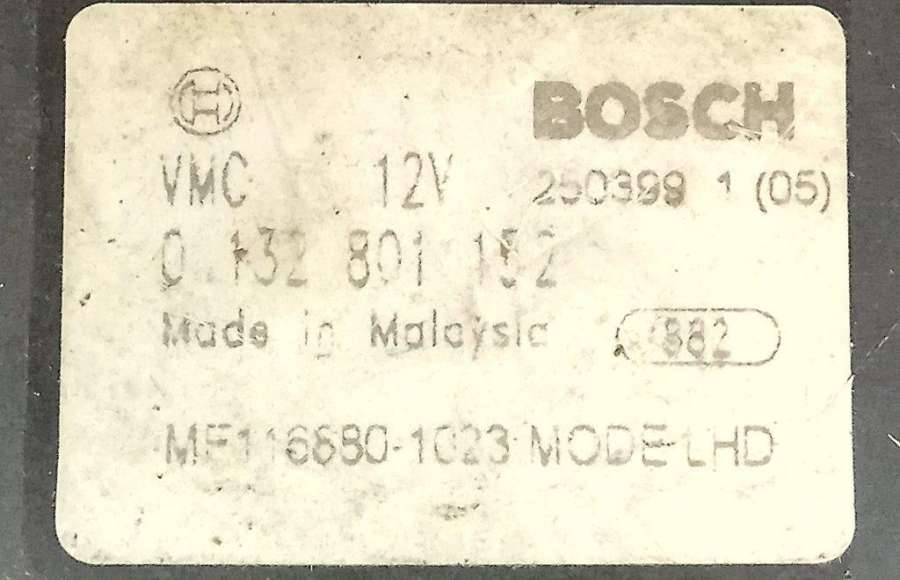 BOSCH
VMC 12V 250399 1 (05)
0 132 801 152
Made in Malaysia 882
MF116680-1023 MODE LHD